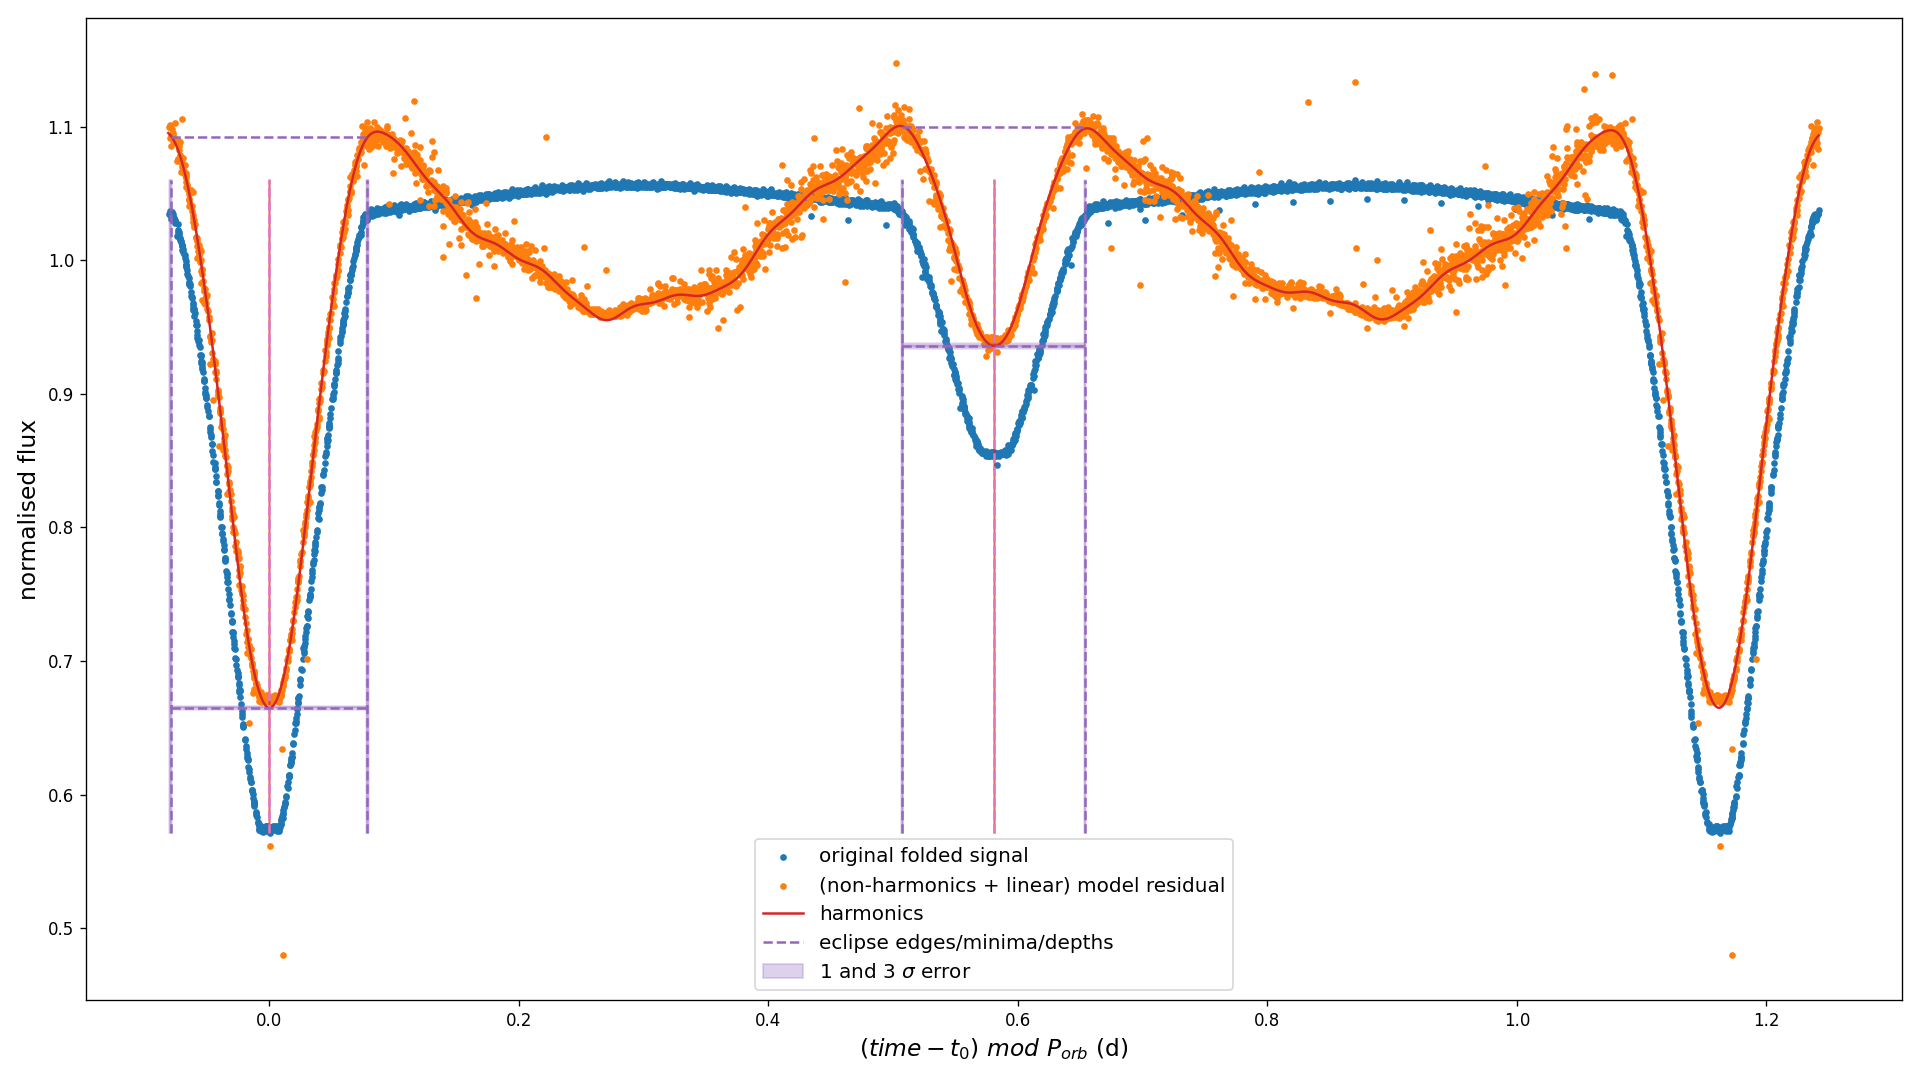 1.1
1.0
0.9
0.8
0.7
0.6
0.5
normalised flux
original folded signal
(non-harmonics + linear) model residual
harmonics
eclipse edges/minima/depths
1 and 3 σ error
0.0 0.2 0.4 0.6 0.8 1.0 1.2
(time − t₀) mod Pₒᵣb (d)